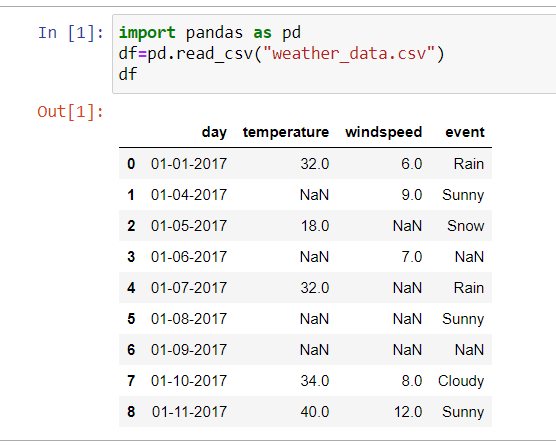 In [1]: import pandas as pd
df=pd.read_csv("weather_data.csv")
df
Out[1]:
day temperature windspeed event
0 01-01-2017 32.0 6.0 Rain
1 01-04-2017 NaN 9.0 Sunny
2 01-05-2017 18.0 NaN Snow
3 01-06-2017 NaN 7.0 NaN
4 01-07-2017 32.0 NaN Rain
5 01-08-2017 NaN NaN Sunny
6 01-09-2017 NaN NaN NaN
7 01-10-2017 34.0 8.0 Cloudy
8 01-11-2017 40.0 12.0 Sunny